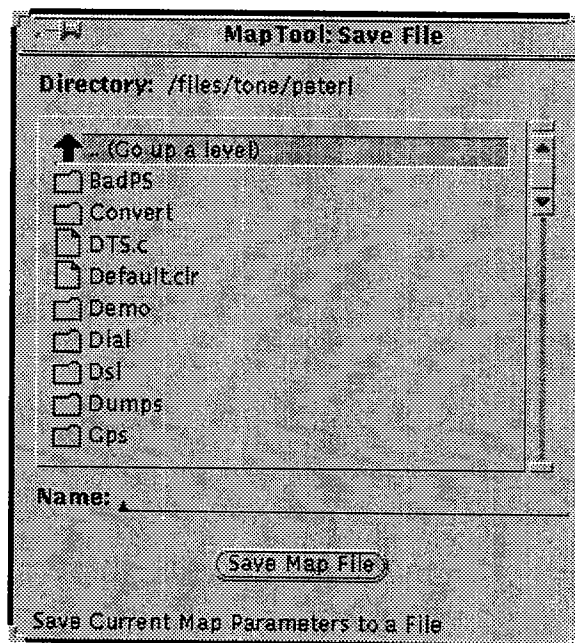 MapTool: Save File
Directory: /files/tone/peterl
.. (Go up a level)
BadPS
Convert
DTS.c
Default.clr
Demo
Dial
Dsl
Dumps
Gps
Name:
Save Map File
Save Current Map Parameters to a File